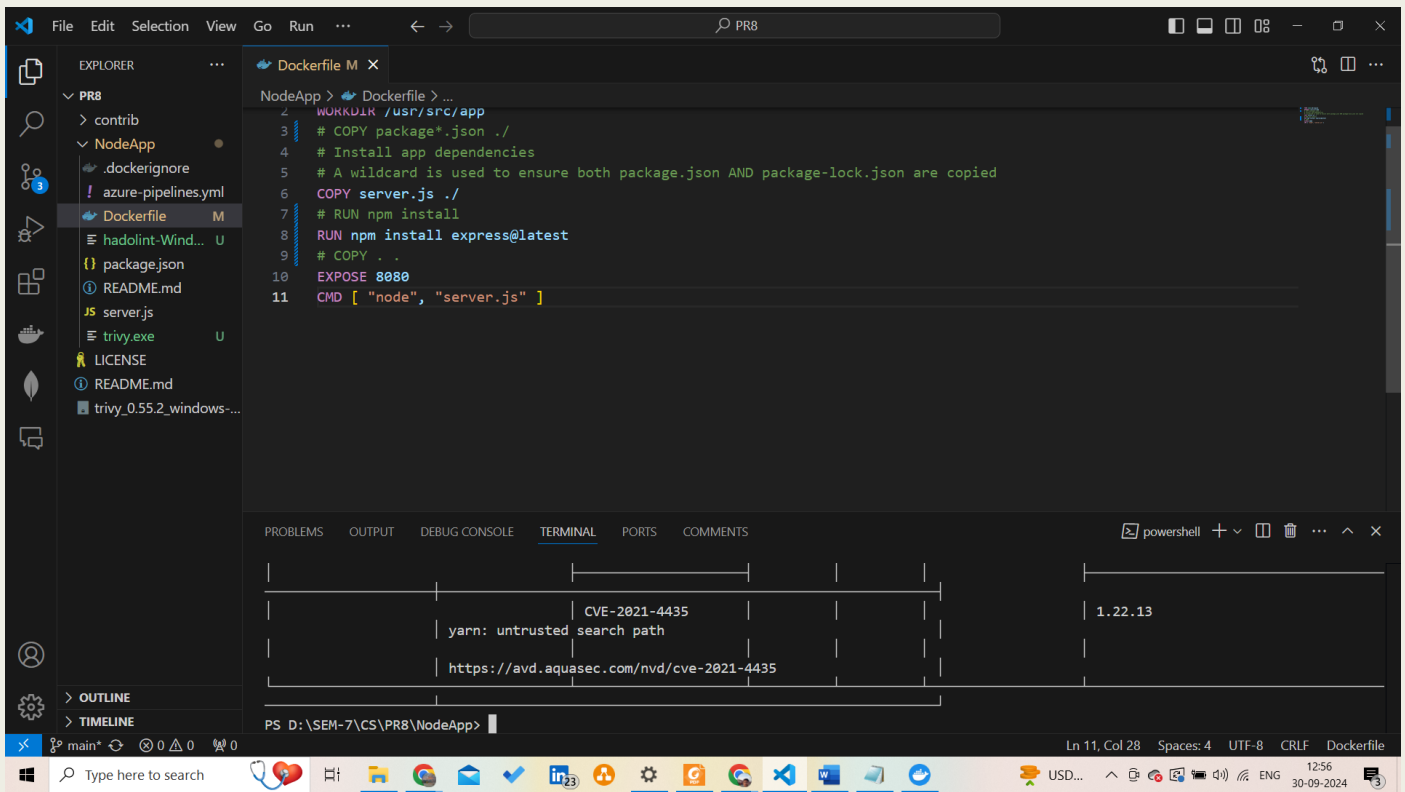 File Edit Selection View Go Run ··· PR8
EXPLORER ···
PR8
contrib
NodeApp
.dockerignore
azure-pipelines.yml
Dockerfile M
hadolint-Wind... U
package.json
README.md
JS server.js
trivy.exe U
LICENSE
README.md
trivy_0.55.2_windows-...
OUTLINE
TIMELINE
Dockerfile M
NodeApp > Dockerfile > ...
2 WORKDIR /usr/src/app
3 # COPY package*.json ./
4 # Install app dependencies
5 # A wildcard is used to ensure both package.json AND package-lock.json are copied
6 COPY server.js ./
7 # RUN npm install
8 RUN npm install express@latest
9 # COPY . .
10 EXPOSE 8080
11 CMD [ "node", "server.js" ]
PROBLEMS OUTPUT DEBUG CONSOLE TERMINAL PORTS COMMENTS powershell
CVE-2021-4435 1.22.13
yarn: untrusted search path
https://avd.aquasec.com/nvd/cve-2021-4435
PS D:\SEM-7\CS\PR8\NodeApp>
3
main* 0 0 0 Ln 11, Col 28 Spaces: 4 UTF-8 CRLF Dockerfile
Type here to search 23 USD... ENG 12:56
30-09-2024 3